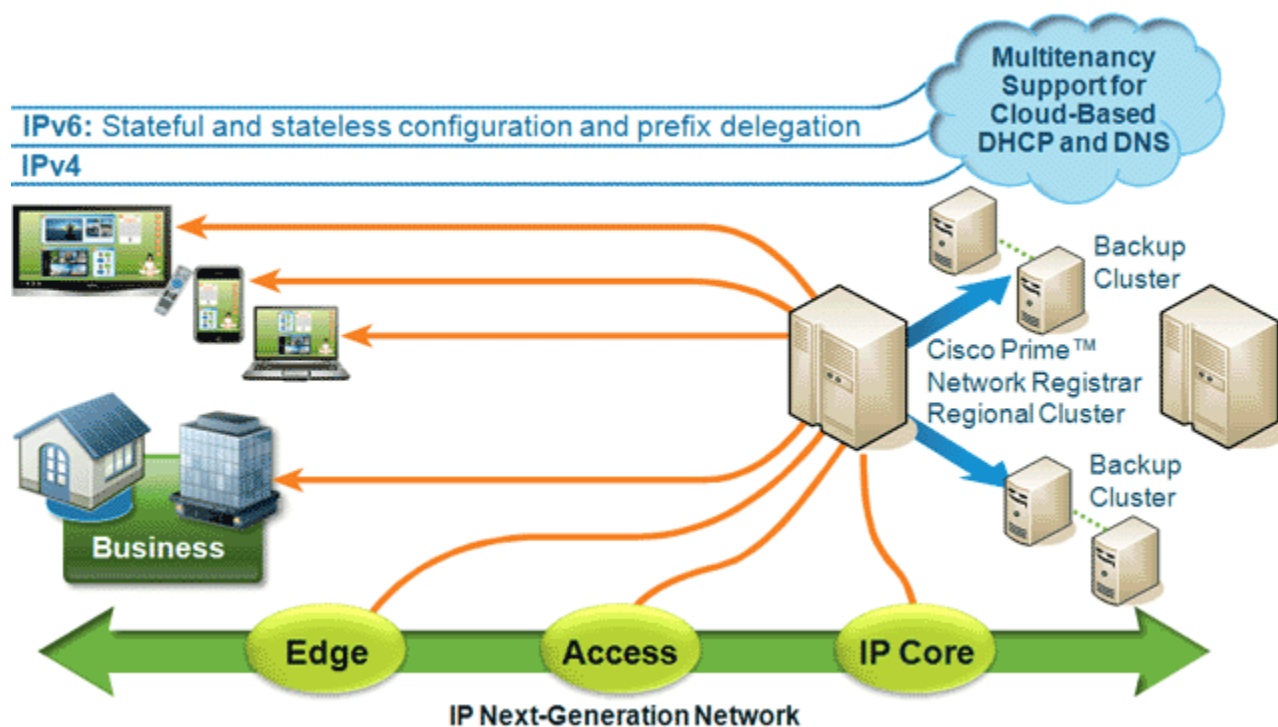 Multitenancy
Support for
Cloud-Based
DHCP and DNS
IPv6: Stateful and stateless configuration and prefix delegation
IPv4
Backup
Cluster
Cisco Prime™
Network Registrar
Regional Cluster
Backup
Cluster
Business
Edge
Access
IP Core
IP Next-Generation Network